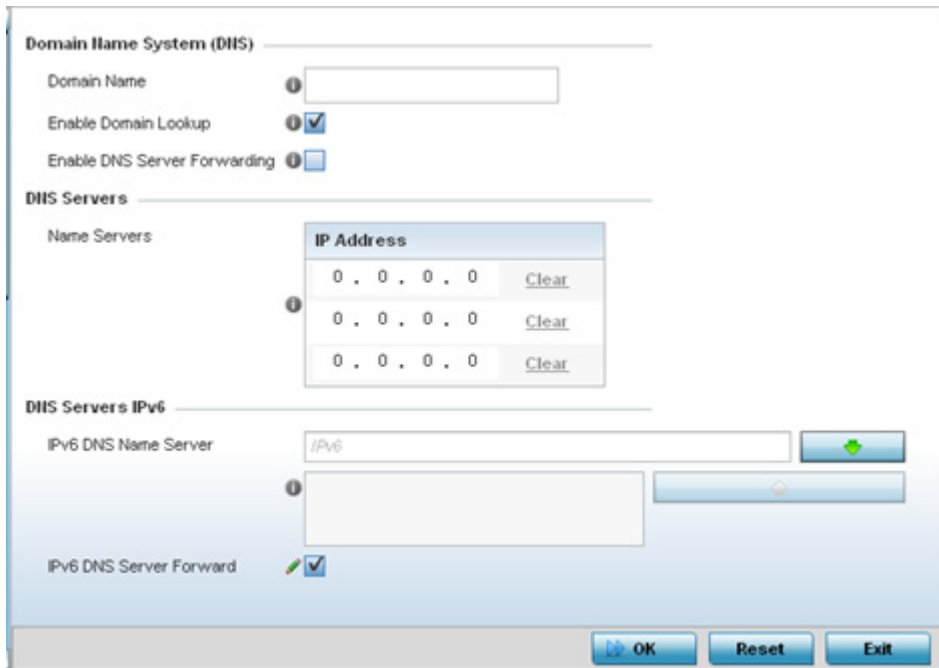 Domain Name System (DNS)
Domain Name
Enable Domain Lookup
Enable DNS Server Forwarding
DNS Servers
Name Servers
IP Address
0 . 0 . 0 . 0 Clear
0 . 0 . 0 . 0 Clear
0 . 0 . 0 . 0 Clear
DNS Servers IPv6
IPv6 DNS Name Server
IPv6
IPv6 DNS Server Forward
OK Reset Exit